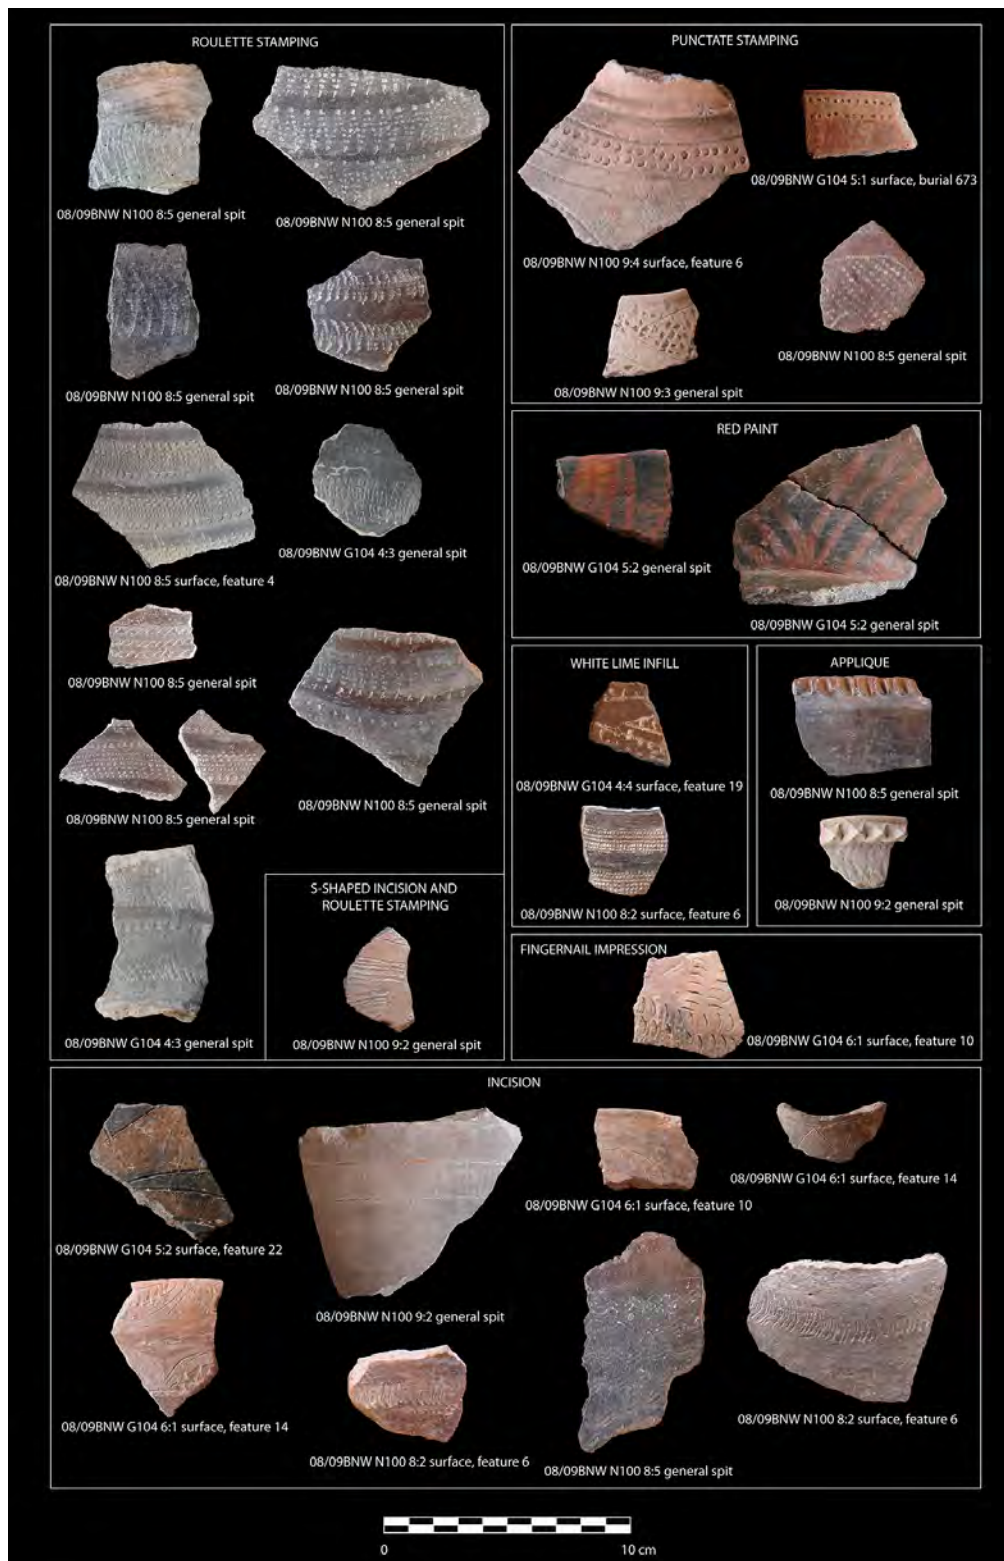 ROULETTE STAMPING
08/09BNW N100 8:5 general spit
08/09BNW N100 8:5 general spit
08/09BNW N100 8:5 general spit
08/09BNW N100 8:5 general spit
08/09BNW N100 8:5 surface, feature 4
08/09BNW G104 4:3 general spit
08/09BNW N100 8:5 general spit
08/09BNW N100 8:5 general spit
08/09BNW N100 8:5 general spit
08/09BNW G104 4:3 general spit
S-SHAPED INCISION AND
ROULETTE STAMPING
08/09BNW N100 9:2 general spit
PUNCTATE STAMPING
08/09BNW G104 5:1 surface, burial 673
08/09BNW N100 9:4 surface, feature 6
08/09BNW N100 8:5 general spit
08/09BNW N100 9:3 general spit
RED PAINT
08/09BNW G104 5:2 general spit
08/09BNW G104 5:2 general spit
WHITE LIME INFILL
08/09BNW G104 4:4 surface, feature 19
08/09BNW N100 8:2 surface, feature 6
APPLIQUE
08/09BNW N100 8:5 general spit
08/09BNW N100 9:2 general spit
FINGERNAIL IMPRESSION
08/09BNW G104 6:1 surface, feature 10
INCISION
08/09BNW G104 5:2 surface, feature 22
08/09BNW N100 9:2 general spit
08/09BNW G104 6:1 surface, feature 10
08/09BNW G104 6:1 surface, feature 14
08/09BNW G104 6:1 surface, feature 14
08/09BNW N100 8:2 surface, feature 6
08/09BNW N100 8:5 general spit
08/09BNW N100 8:2 surface, feature 6
0 10 cm